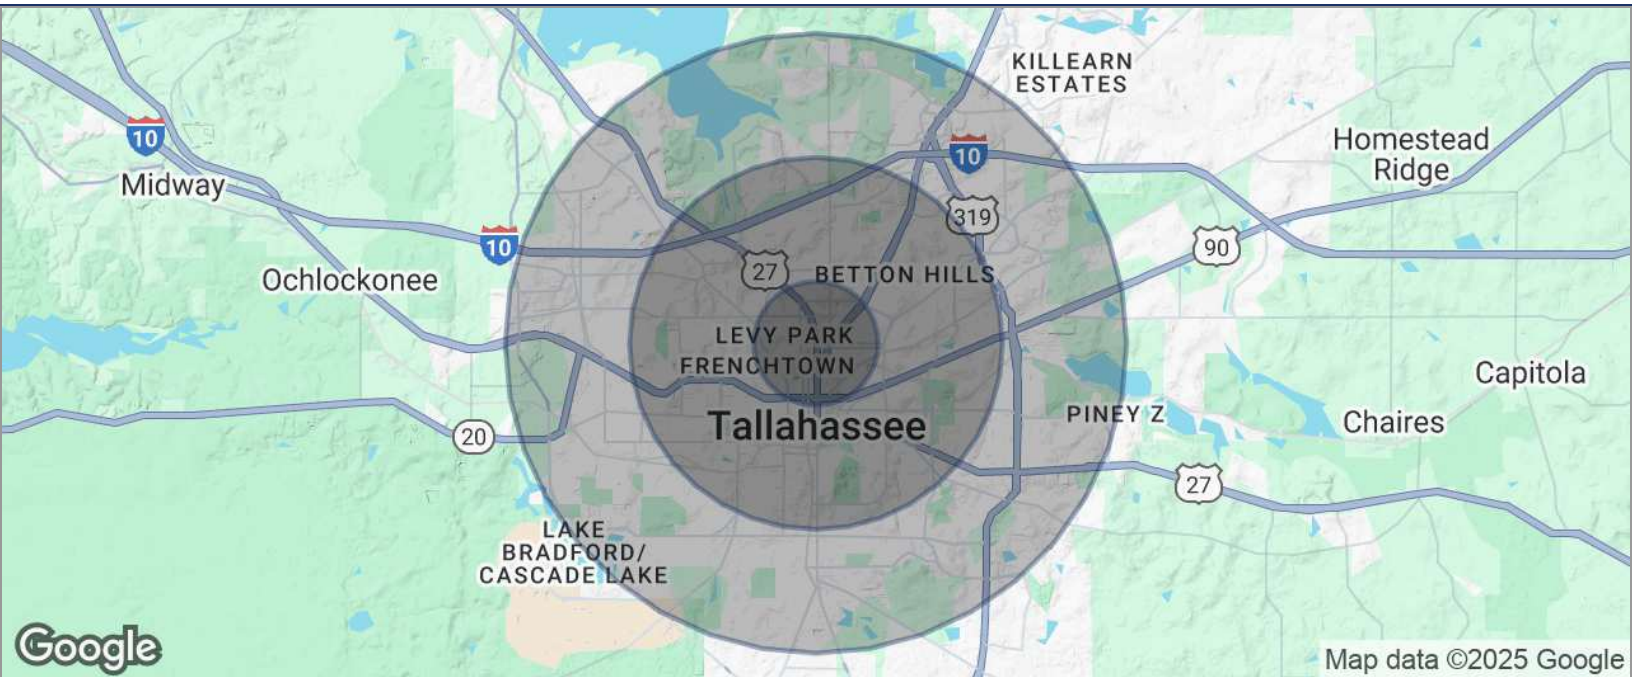 KILLEARN
ESTATES
10
10
Homestead
Ridge
Midway
319
10
90
27
BETTON HILLS
Ochlockonee
LEVY PARK
FRENCHTOWN
Capitola
PINEY Z
Chaires
Tallahassee
20
27
LAKE
BRADFORD/
CASCADE LAKE
Google
Map data ©2025 Google